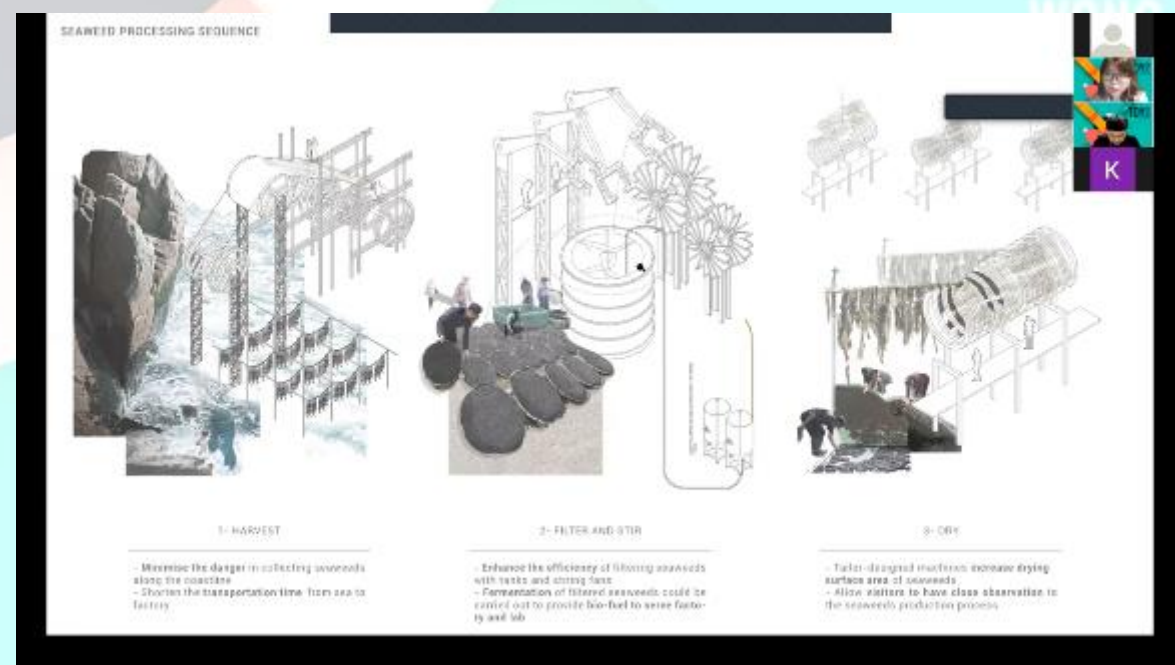 SEAWEED PROCESSING SEQUENCE
K
1- HARVEST
- Minimise the danger in collecting seaweeds
along the coastline
- Shorten the transportation time from sea to
factory
2- FILTER AND STIR
- Enhance the efficiency of filtering seaweeds
with tanks and stiring fans
- Fermentation of filtered seaweeds could be
carried out to provide bio-fuel to serve facto-
ry and lab
3- DRY
- Tailor-designed machines increase drying
surface area of seaweeds
- Allow visitors to have close observation to
the seaweeds production process